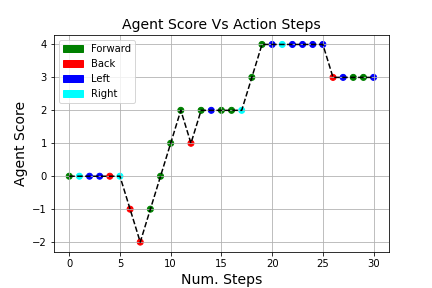 Agent Score Vs Action Steps
4
3
2
1
0
−1
−2
Agent Score
Forward
Back
Left
Right
0 5 10 15 20 25 30
Num. Steps